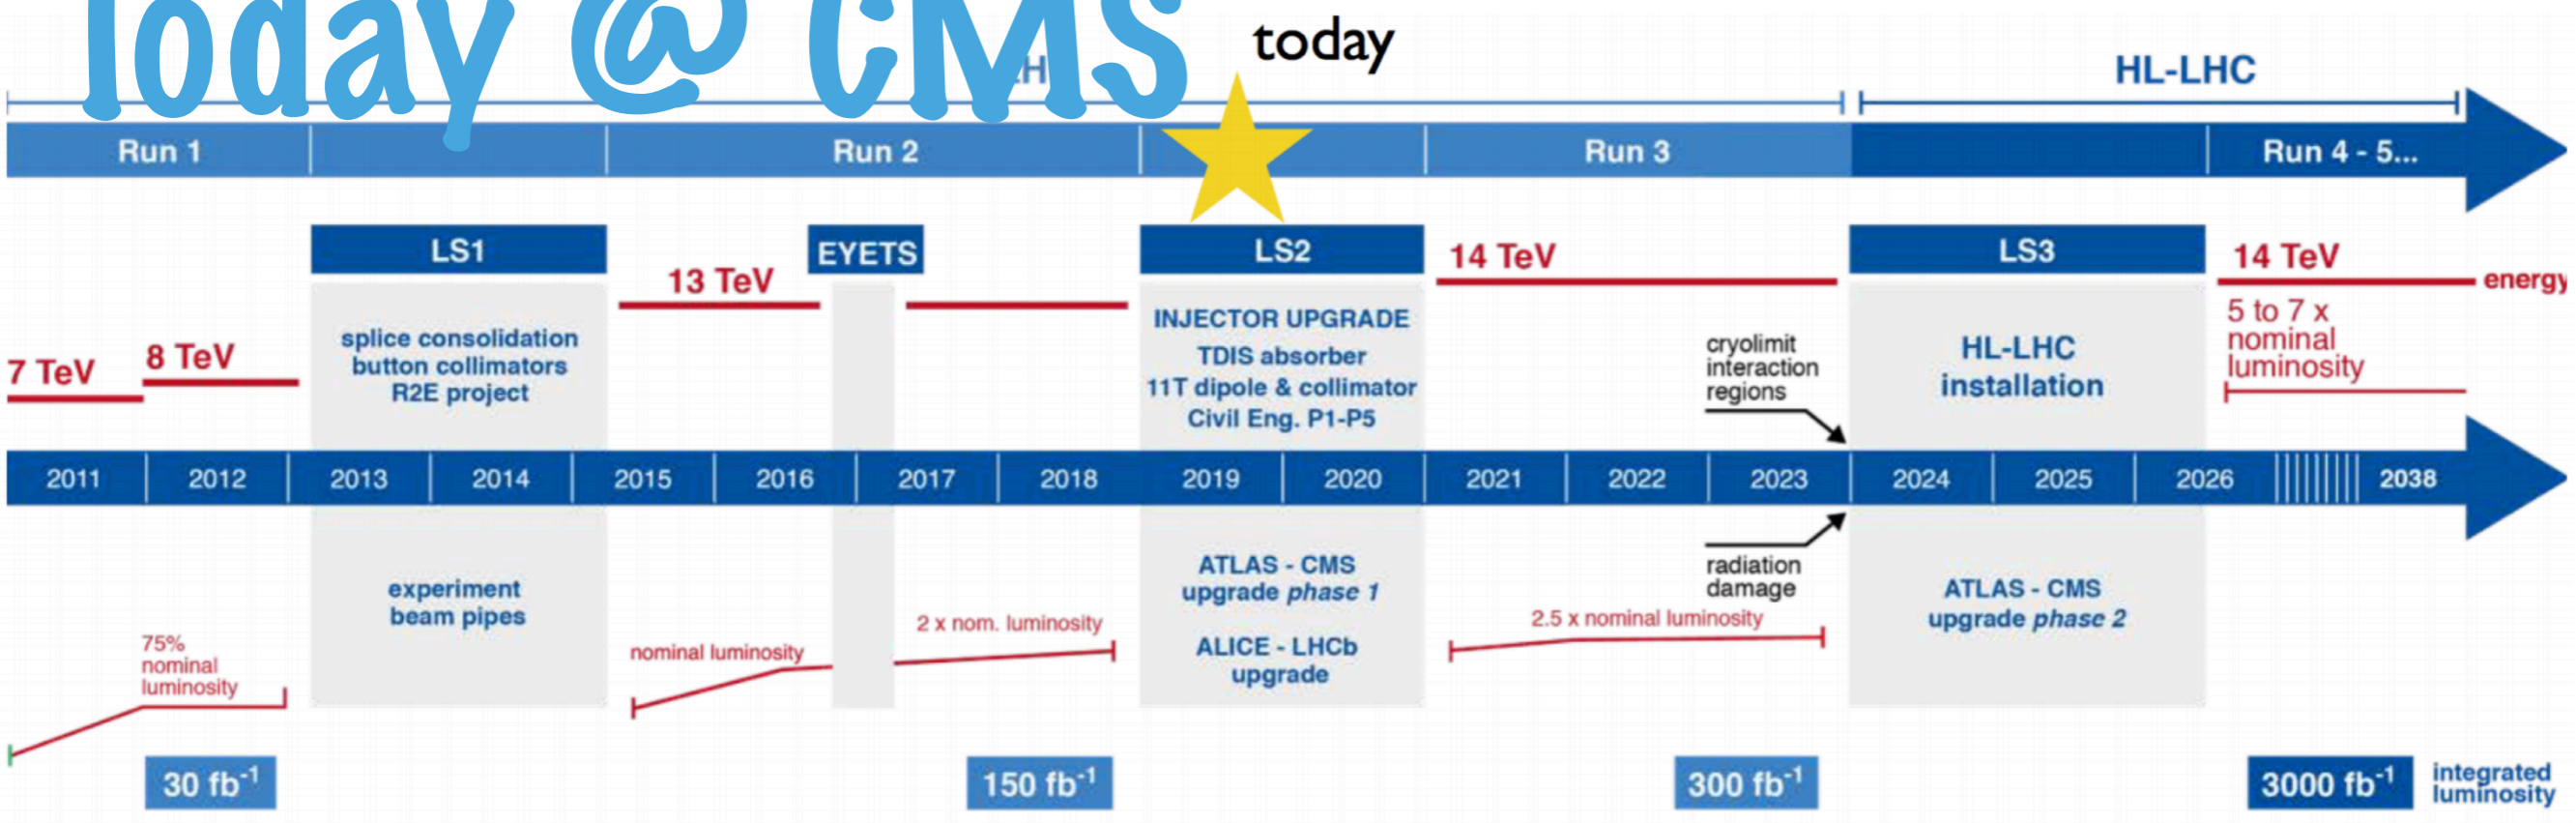 Today @ CMS
today
HL-LHC
Run 1
Run 2
Run 3
Run 4 - 5...
LS1
EYETS
LS2
LS3
7 TeV
8 TeV
13 TeV
14 TeV
14 TeV
energy
splice consolidation
button collimators
R2E project
INJECTOR UPGRADE
TDIS absorber
11T dipole & collimator
Civil Eng. P1-P5
cryolimit
interaction
regions
HL-LHC
installation
5 to 7 x
nominal
luminosity
2011
2012
2013
2014
2015
2016
2017
2018
2019
2020
2021
2022
2023
2024
2025
2026
2038
experiment
beam pipes
ATLAS - CMS
upgrade phase 1
ALICE - LHCb
upgrade
radiation
damage
ATLAS - CMS
upgrade phase 2
75%
nominal
luminosity
nominal luminosity
2 x nom. luminosity
2.5 x nominal luminosity
30 fb⁻¹
150 fb⁻¹
300 fb⁻¹
3000 fb⁻¹
integrated
luminosity